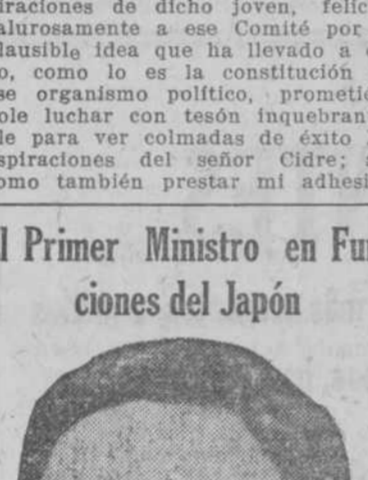 iraciones de dicho joven, felic
alurosamente a ese Comité por
lausible idea que ha llevado a
o, como lo es la constitución
se organismo político, prometie
ole luchar con tesón inquebran
le para ver colmadas de éxito
spiraciones del señor Cidre;
omo también prestar mi adhesi
l Primer Ministro en Fun
ciones del Japón